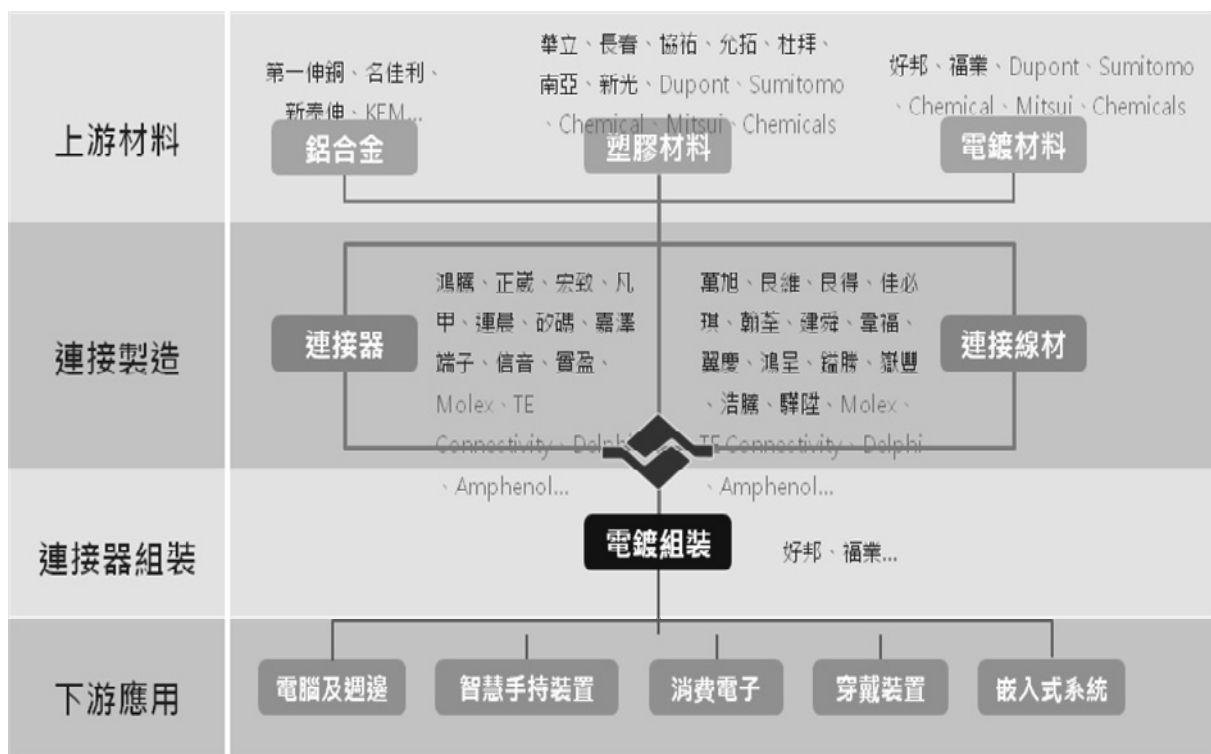 上游材料
第一伸銅、名佳利、
新泰伸、KEM...
鋁合金
華立、長春、協祐、允拓、杜拜、
南亞、新光、Dupont、Sumitomo
、Chemical、Mitsui、Chemicals
塑膠材料
好邦、福業、Dupont、Sumitomo
、Chemical、Mitsui、Chemicals
電鍍材料
連接製造
連接器
鴻騰、正崴、宏致、凡
甲、連晨、矽瑪、嘉澤
端子、信音、實盈、
Molex、TE
Connectivity、Delphi
、Amphenol...
萬旭、良維、良得、佳必
琪、翰荃、建舜、韋福、
翼慶、鴻呈、鎰勝、嶽豐
、浩騰、驊陞、Molex、
TE Connectivity、Delphi
、Amphenol...
連接線材
連接器組裝
電鍍組裝
好邦、福業...
下游應用
電腦及週邊
智慧手持裝置
消費電子
穿戴裝置
嵌入式系統